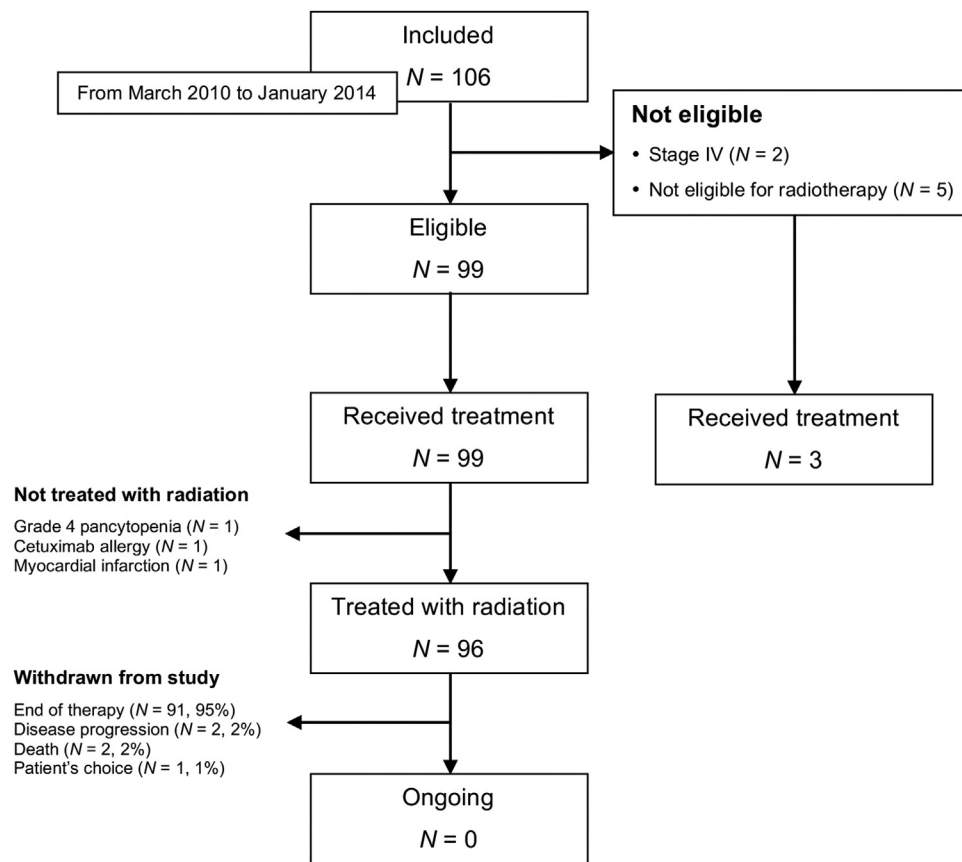 Included
N = 106
From March 2010 to January 2014
Not eligible
• Stage IV (N = 2)
• Not eligible for radiotherapy (N = 5)
Eligible
N = 99
Received treatment
N = 99
Received treatment
N = 3
Not treated with radiation
Grade 4 pancytopenia (N = 1)
Cetuximab allergy (N = 1)
Myocardial infarction (N = 1)
Treated with radiation
N = 96
Withdrawn from study
End of therapy (N = 91, 95%)
Disease progression (N = 2, 2%)
Death (N = 2, 2%)
Patient’s choice (N = 1, 1%)
Ongoing
N = 0